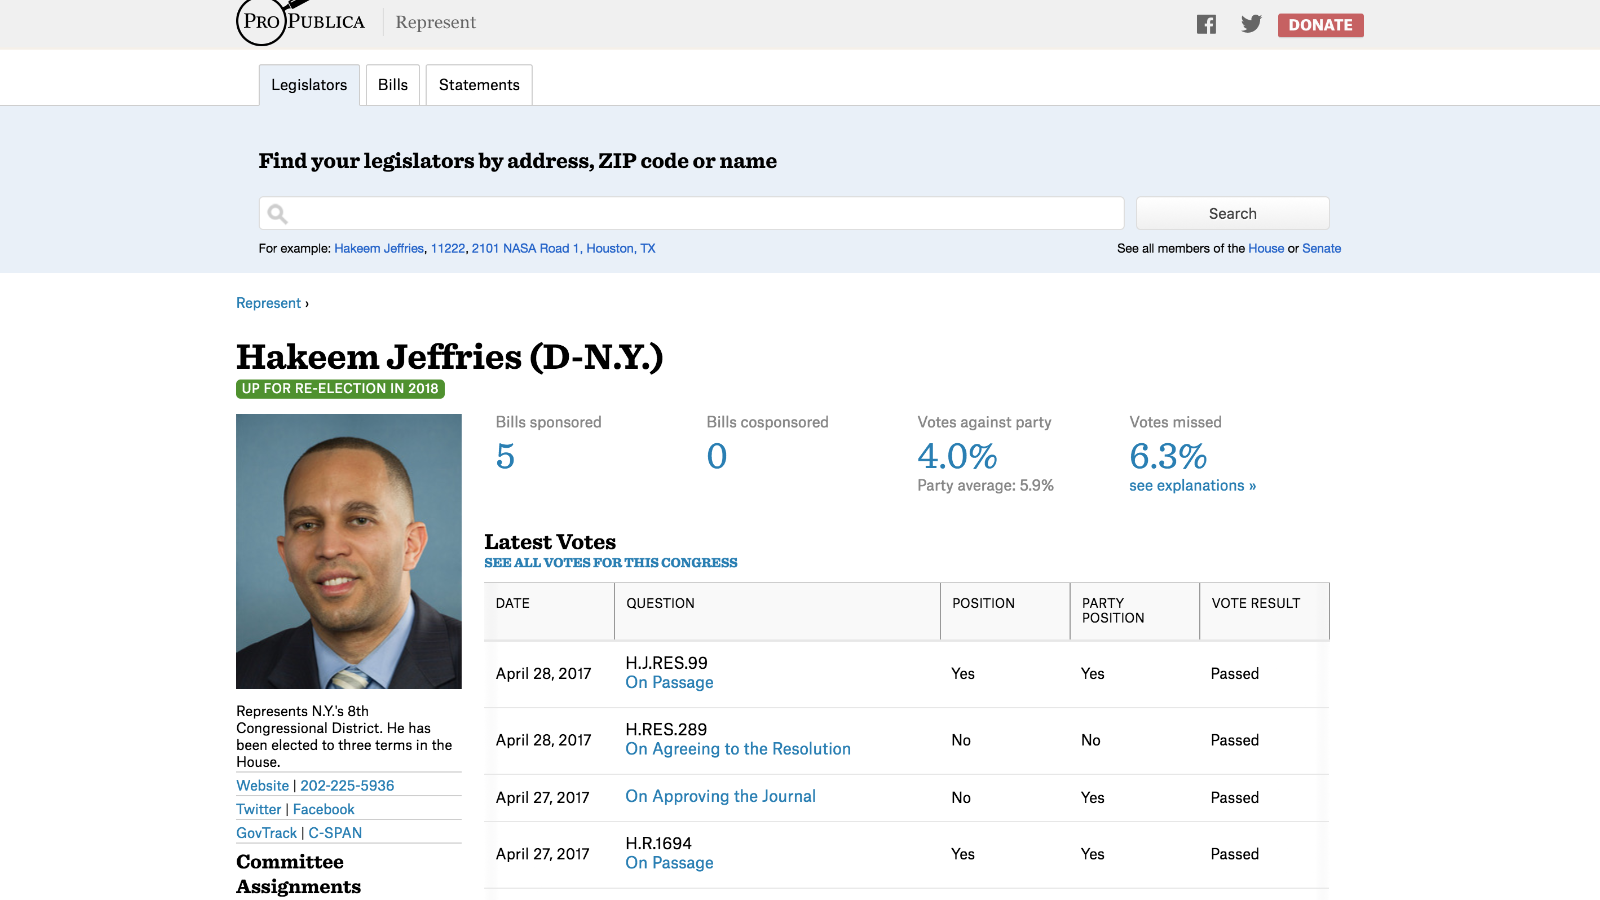 PROPUBLICA
Represent
DONATE
Legislators
Bills
Statements
Find your legislators by address, ZIP code or name
Search
For example: Hakeem Jeffries, 11222, 2101 NASA Road 1, Houston, TX
See all members of the House or Senate
Represent ›
Hakeem Jeffries (D-N.Y.)
UP FOR RE-ELECTION IN 2018
Bills sponsored
5
Bills cosponsored
0
Votes against party
4.0%
Party average: 5.9%
Votes missed
6.3%
see explanations »
Represents N.Y.'s 8th
Congressional District. He has
been elected to three terms in the
House.
Website | 202-225-5936
Twitter | Facebook
GovTrack | C-SPAN
Committee
Assignments
Latest Votes
SEE ALL VOTES FOR THIS CONGRESS
DATE QUESTION POSITION PARTY POSITION VOTE RESULT
April 28, 2017 H.J.RES.99 On Passage Yes Yes Passed
April 28, 2017 H.RES.289 On Agreeing to the Resolution No No Passed
April 27, 2017 On Approving the Journal No Yes Passed
April 27, 2017 H.R.1694 On Passage Yes Yes Passed